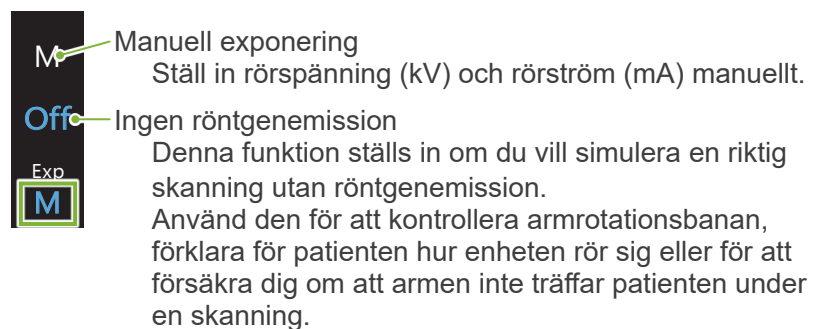 M
Manuell exponering
Ställ in rörspänning (kV) och rörström (mA) manuellt.
Off
Ingen röntgenemission
Denna funktion ställs in om du vill simulera en riktig
skanning utan röntgenemission.
Använd den för att kontrollera armrotationsbanan,
förklara för patienten hur enheten rör sig eller för att
försäkra dig om att armen inte träffar patienten under
en skanning.
Exp
M